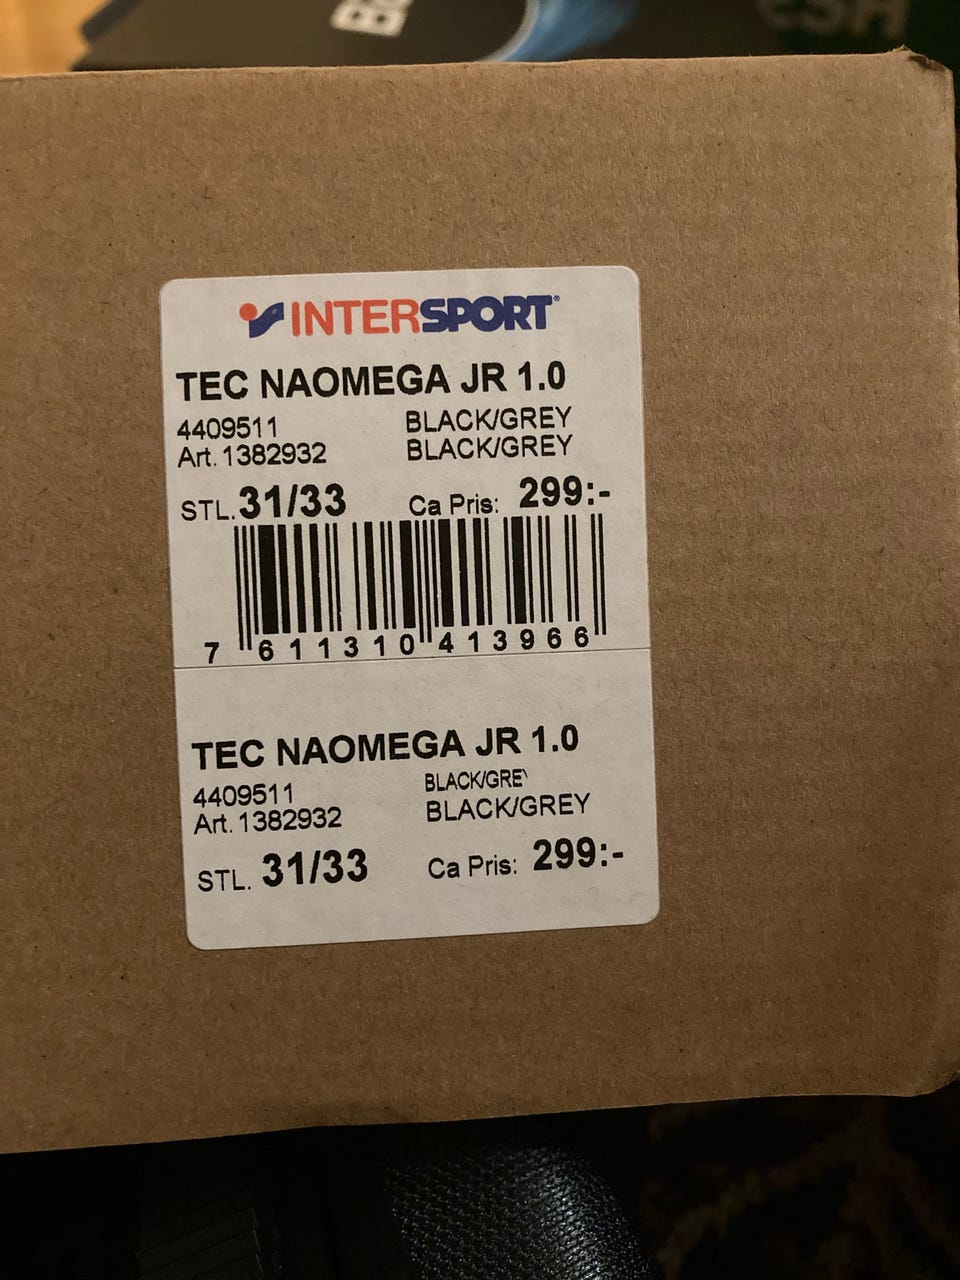 INTERSPORT®
TEC NAOMEGA JR 1.0
4409511 BLACK/GREY
Art. 1382932 BLACK/GREY
STL. 31/33 Ca Pris: 299:-
7 611310 413966
TEC NAOMEGA JR 1.0
4409511 BLACK/GREY
Art. 1382932 BLACK/GREY
STL. 31/33 Ca Pris: 299:-